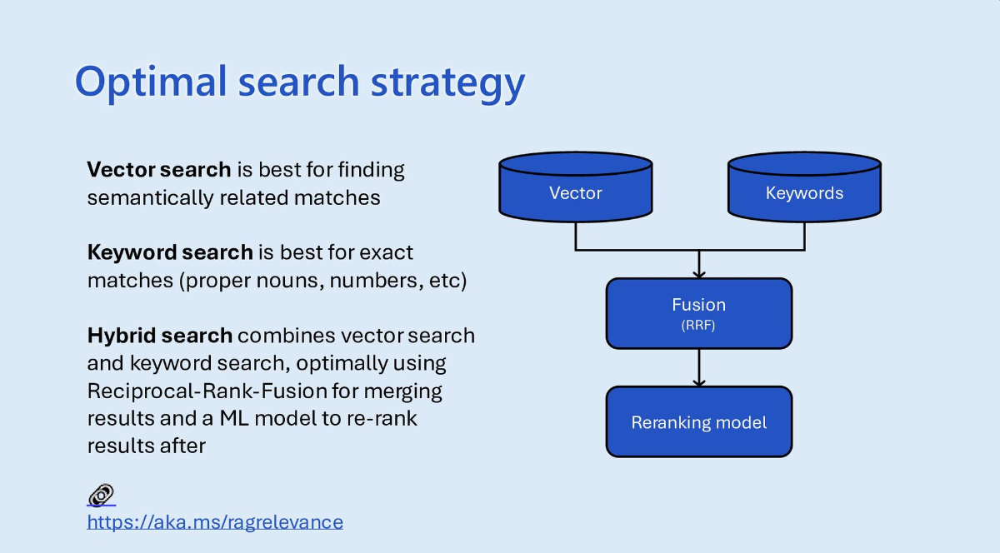 Optimal search strategy
Vector search is best for finding
semantically related matches
Keyword search is best for exact
matches (proper nouns, numbers, etc)
Hybrid search combines vector search
and keyword search, optimally using
Reciprocal-Rank-Fusion for merging
results and a ML model to re-rank
results after
https://aka.ms/ragrelevance
Vector
Keywords
Fusion
(RRF)
Reranking model